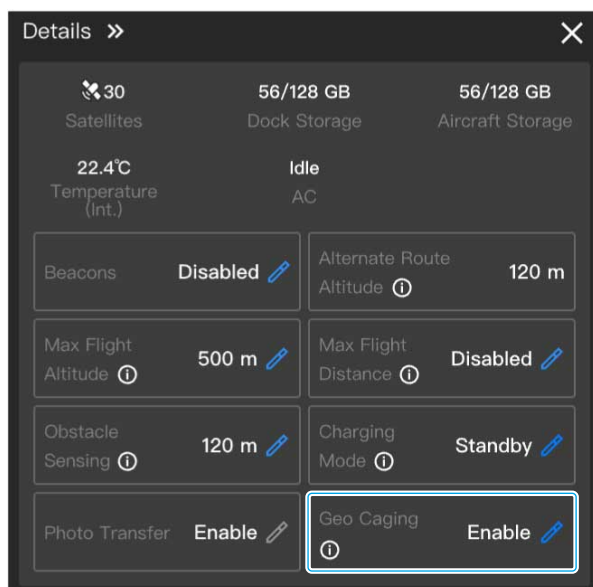 Details »
30
56/128 GB
56/128 GB
Satellites
Dock Storage
Aircraft Storage
22.4℃
Idle
Temperature
(Int.)
AC
Beacons
Disabled
Alternate Route
Altitude
120 m
Max Flight
Altitude
500 m
Max Flight
Distance
Disabled
Obstacle
Sensing
120 m
Charging
Mode
Standby
Photo Transfer
Enable
Geo Caging
Enable